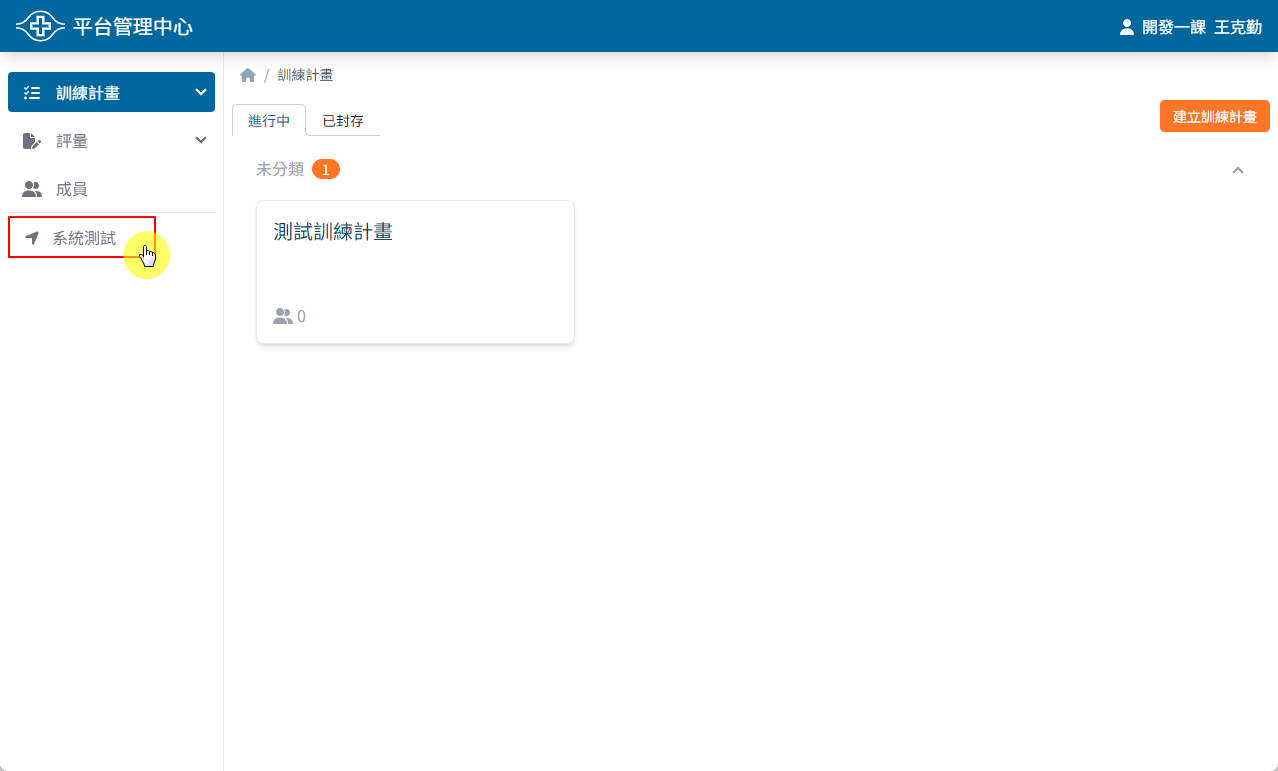 平台管理中心
開發一課 王克勤
訓練計畫
評量
成員
系統測試
/ 訓練計畫
進行中
已封存
建立訓練計畫
未分類 1
測試訓練計畫
0